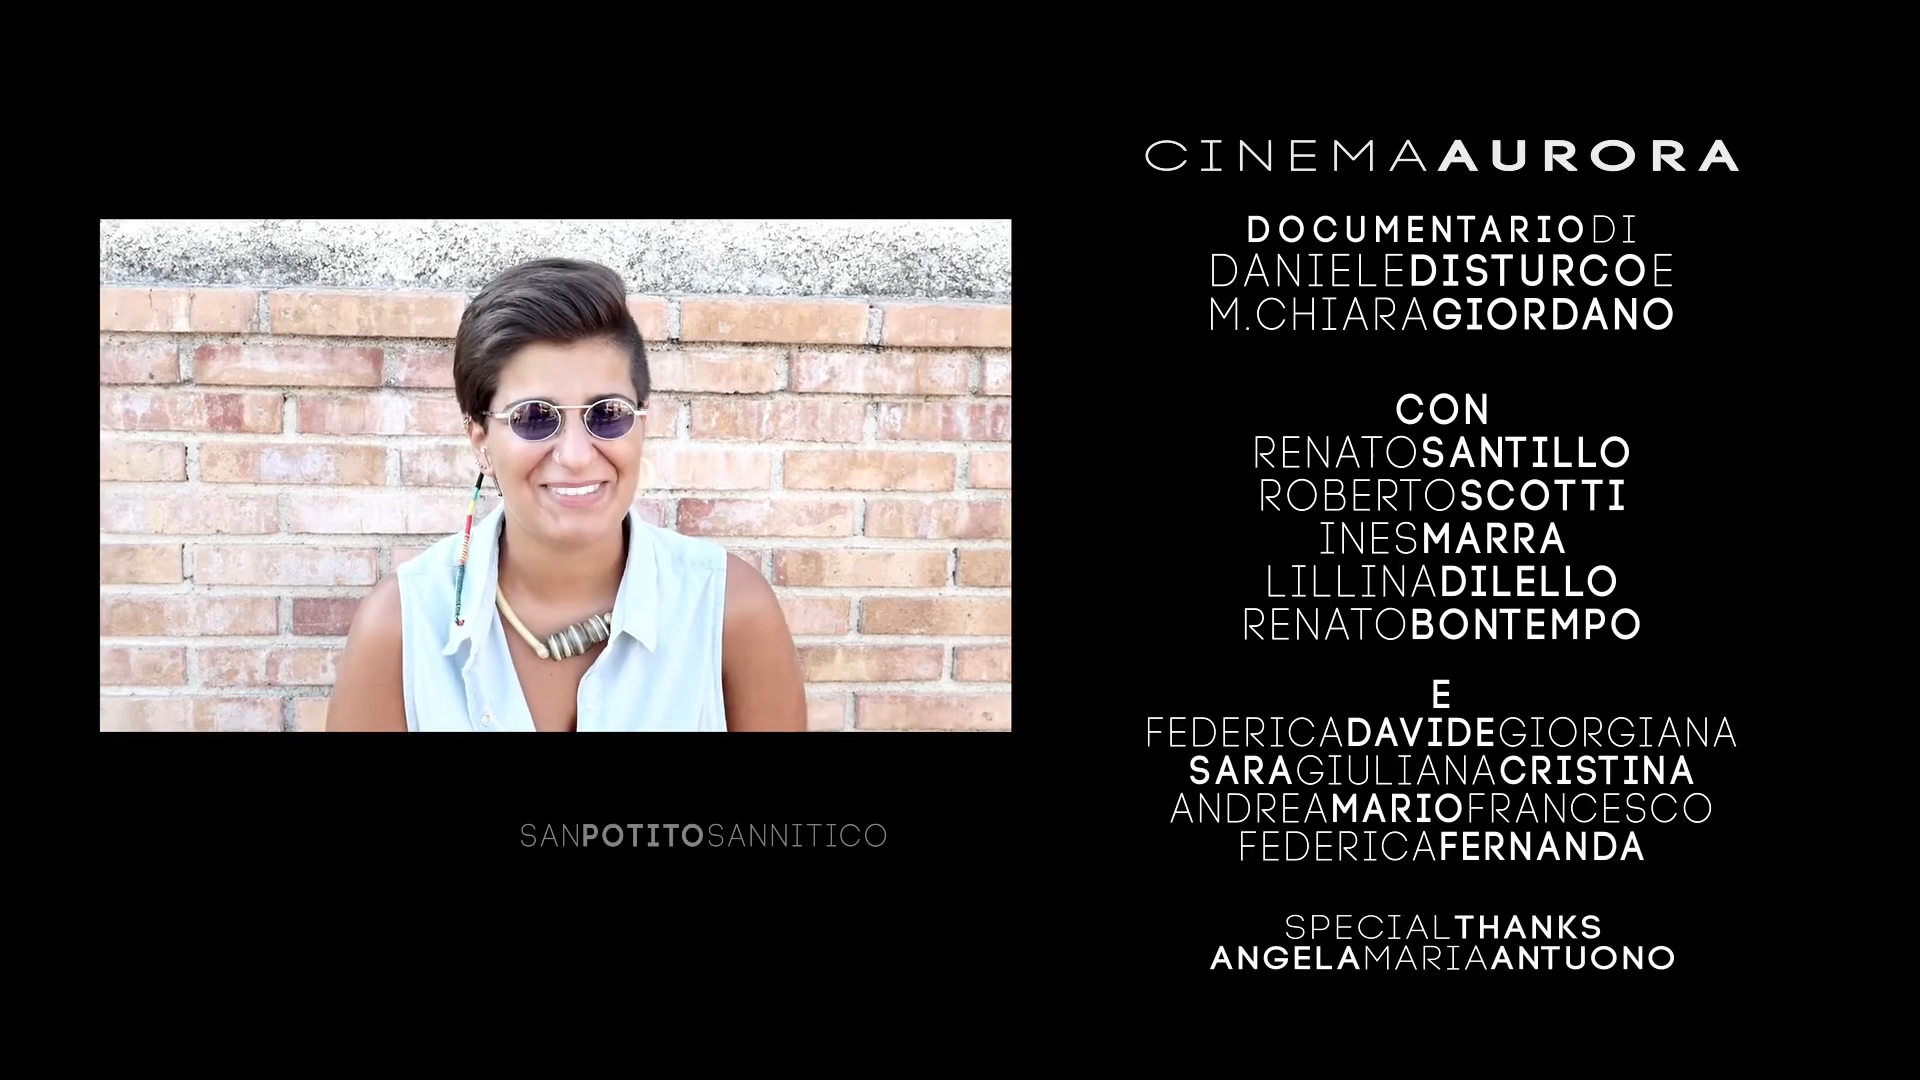 CINEMAAURORA
DOCUMENTARIODI
DANIELEDISTURCOE
M.CHIARAGIORDANO
CON
RENATOSANTILLO
ROBERTOSCOTTI
INESMARRA
LILLINADILELLO
RENATOBONTEMPO
E
FEDERICADAVIDEGIORGIANA
SARAGIULIANACRISTINA
ANDREAMARIOFRANCESCO
FEDERICAFERNANDA
SPECIALTHANKS
ANGELAMARIAANTUONO
SANPOTITOSANNITICO